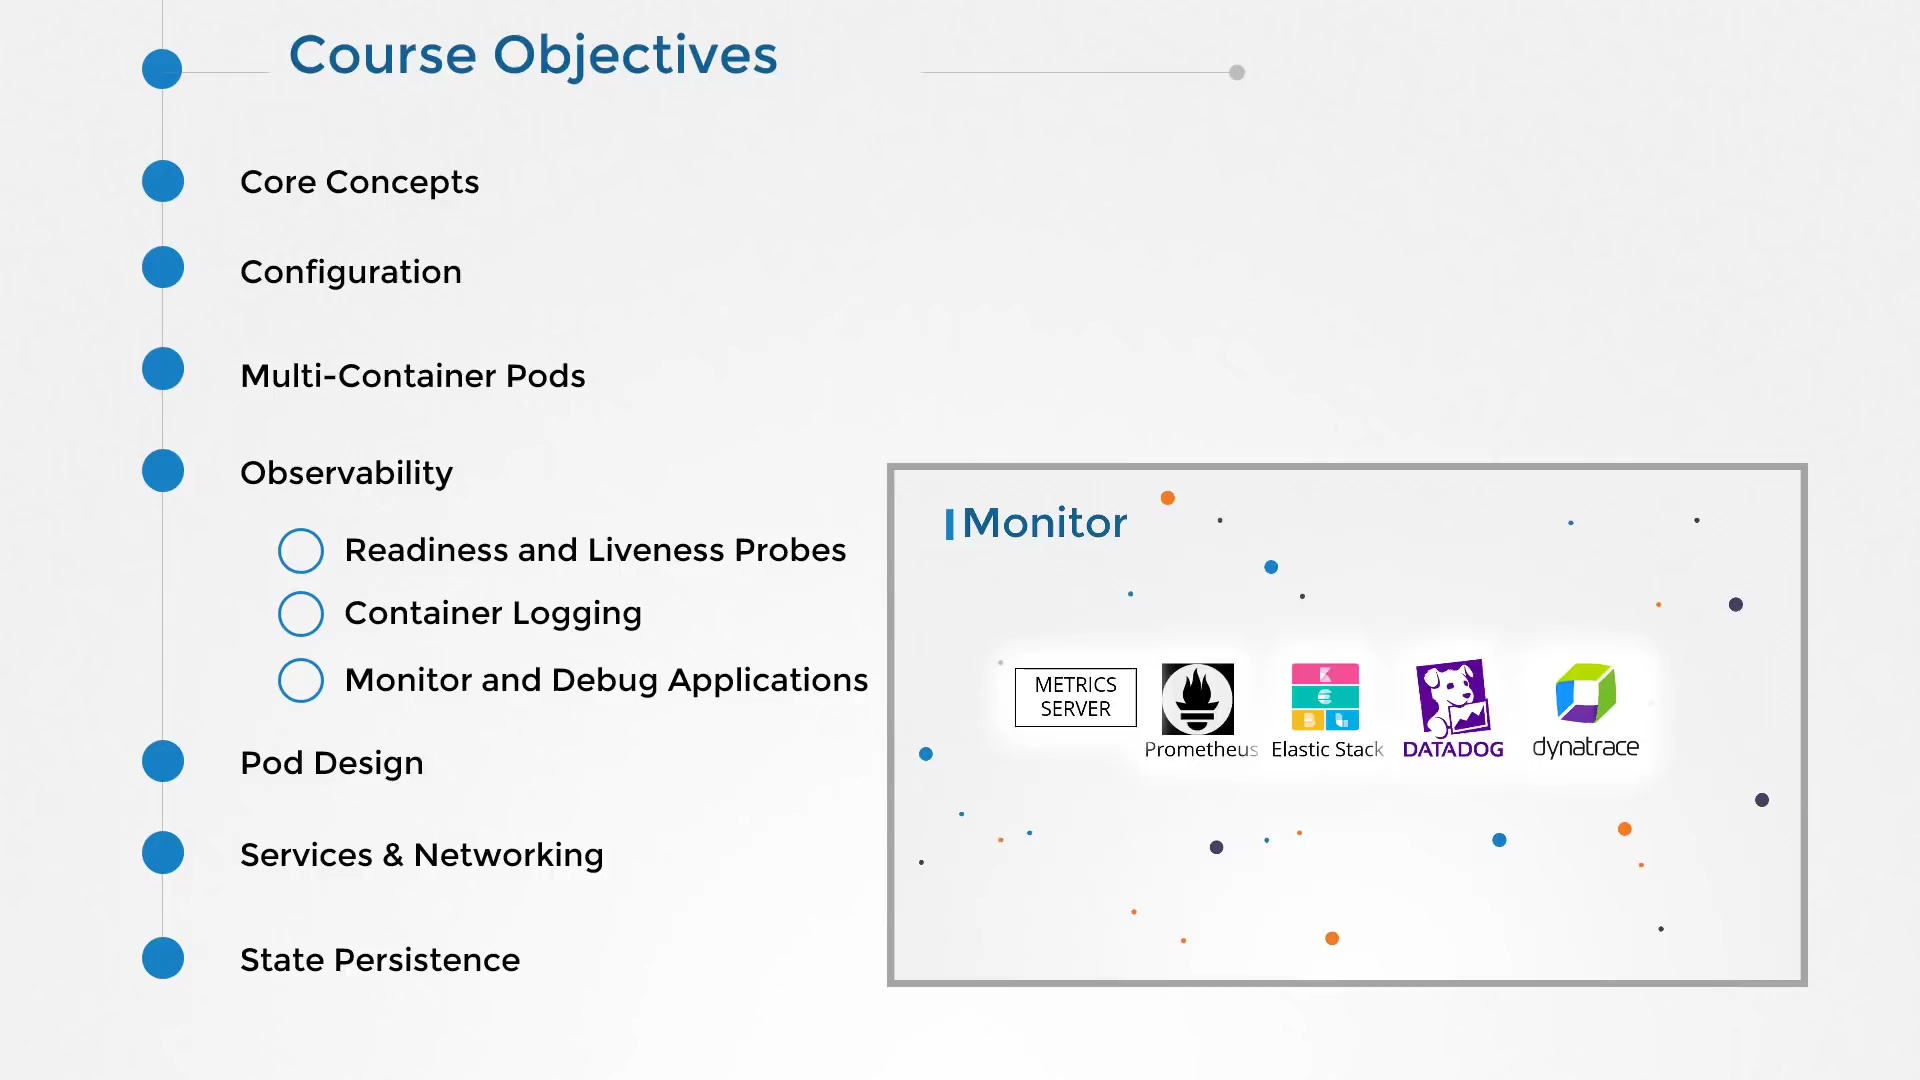 Course Objectives
Core Concepts
Configuration
Multi-Container Pods
Observability
Readiness and Liveness Probes
Container Logging
Monitor and Debug Applications
Pod Design
Services & Networking
State Persistence
Monitor
METRICS
SERVER
Prometheus
K
E
B L
Elastic Stack
DATADOG
dynatrace